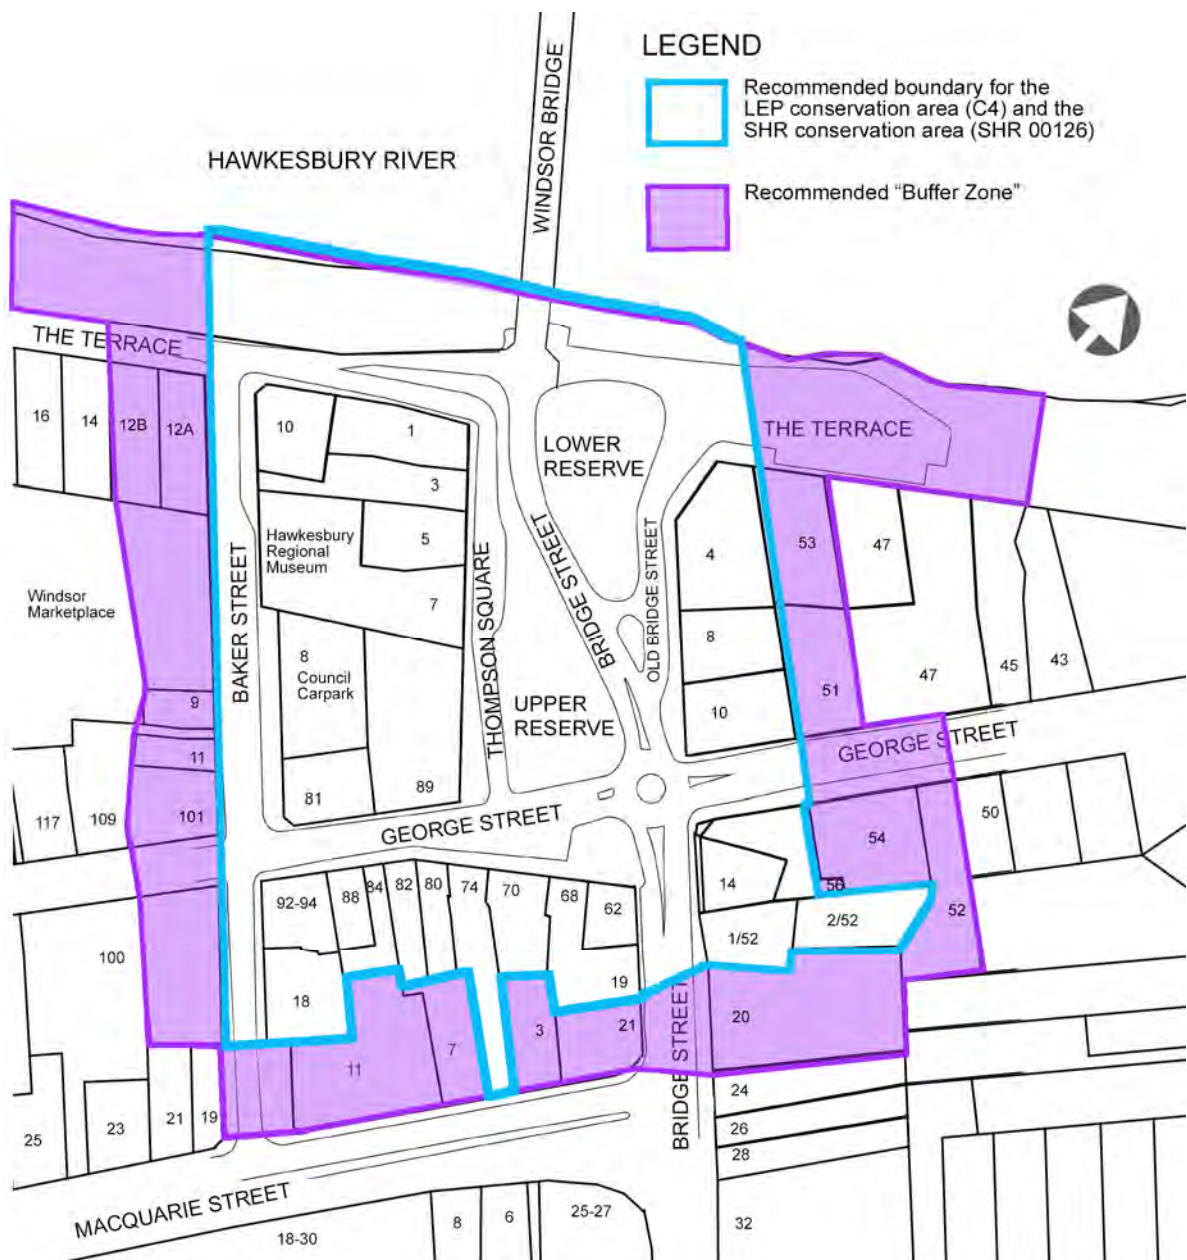 LEGEND
Recommended boundary for the
LEP conservation area (C4) and the
SHR conservation area (SHR 00126)
Recommended “Buffer Zone”
HAWKESBURY RIVER
WINDSOR BRIDGE
THE TERRACE
16
14
12B
12A
10
1
3
5
7
Hawkesbury
Regional
Museum
LOWER
RESERVE
THE TERRACE
53
47
4
8
10
51
47
45
43
Windsor
Marketplace
BAKER STREET
THOMPSON SQUARE
BRIDGE STREET
OLD BRIDGE STREET
8
Council
Carpark
UPPER
RESERVE
9
11
101
117
109
81
89
GEORGE STREET
GEORGE STREET
50
54
56
52
14
1/52
2/52
92-94
88
84
82
80
74
70
68
62
100
18
19
11
7
3
21
20
BRIDGE STREET
24
26
28
32
25
23
21
19
MACQUARIE STREET
18-30
8
6
25-27